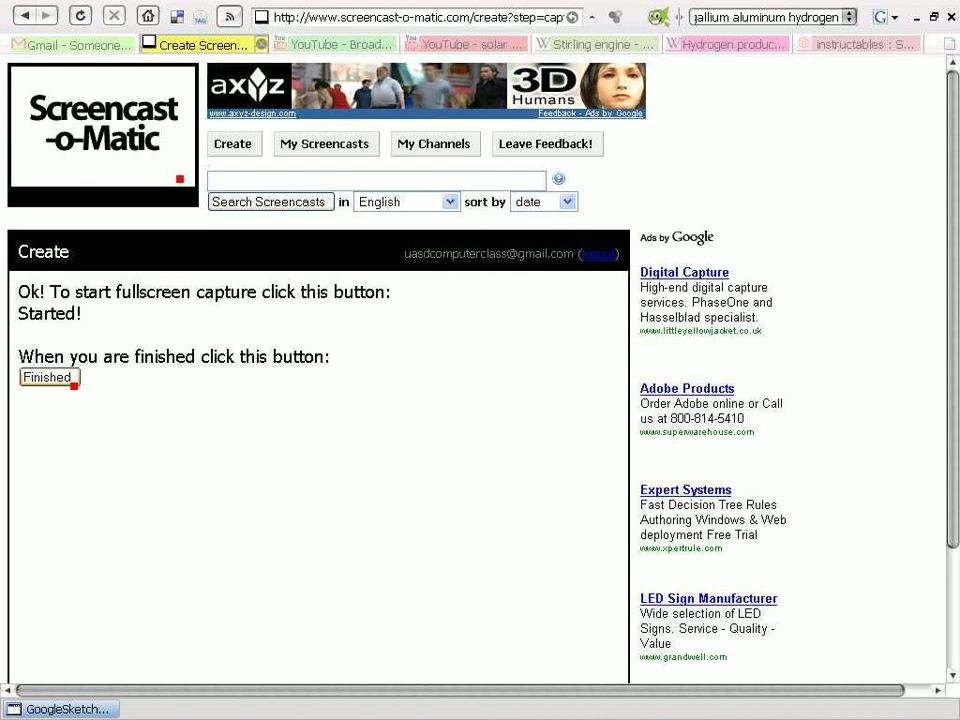 http://www.screencast-o-matic.com/create?step=cap
gallium aluminum hydrogen
Gmail - Someone...
Create Screen...
YouTube - Broad...
YouTube - solar ...
Stirling engine - ...
Hydrogen produc...
instructables : S...
Screencast
-o-Matic
axyz
3D
Humans
www.axyz-design.com
Feedback - Ads by Google
Create
My Screencasts
My Channels
Leave Feedback!
Search Screencasts in English sort by date
Create
uasdcomputerclass@gmail.com (logout)
Ok! To start fullscreen capture click this button:
Started!
When you are finished click this button:
Finished
Ads by Google
Digital Capture
High-end digital capture
services. PhaseOne and
Hasselblad specialist.
www.littleyellowjacket.co.uk
Adobe Products
Order Adobe online or Call
us at 800-814-5410
www.superwarehouse.com
Expert Systems
Fast Decision Tree Rules
Authoring Windows & Web
deployment Free Trial
www.xpertrule.com
LED Sign Manufacturer
Wide selection of LED
Signs. Service - Quality -
Value
www.grandwell.com
GoogleSketch...